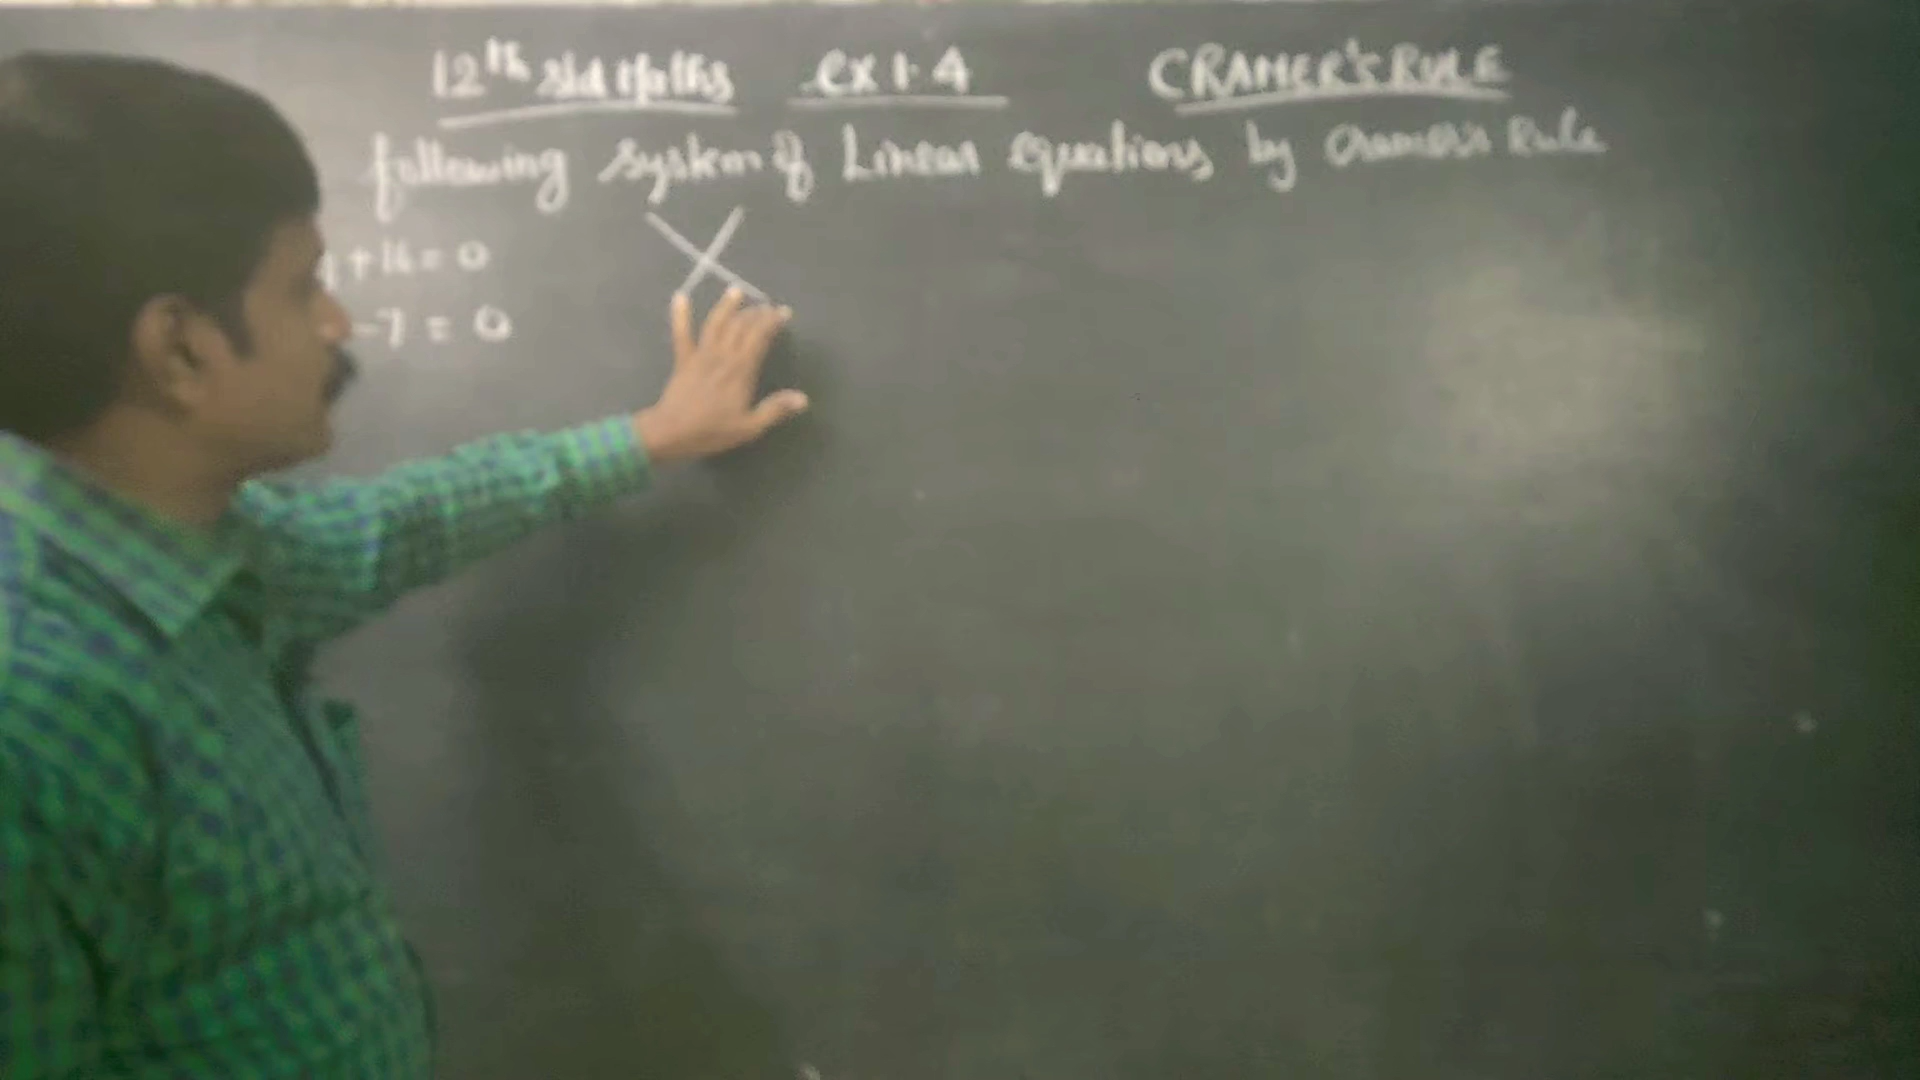 12th std Maths ex 1.4 CRAMER'S RULE
following system of Linear equations by Cramer's Rule
y + 16 = 0
- 7 = 0